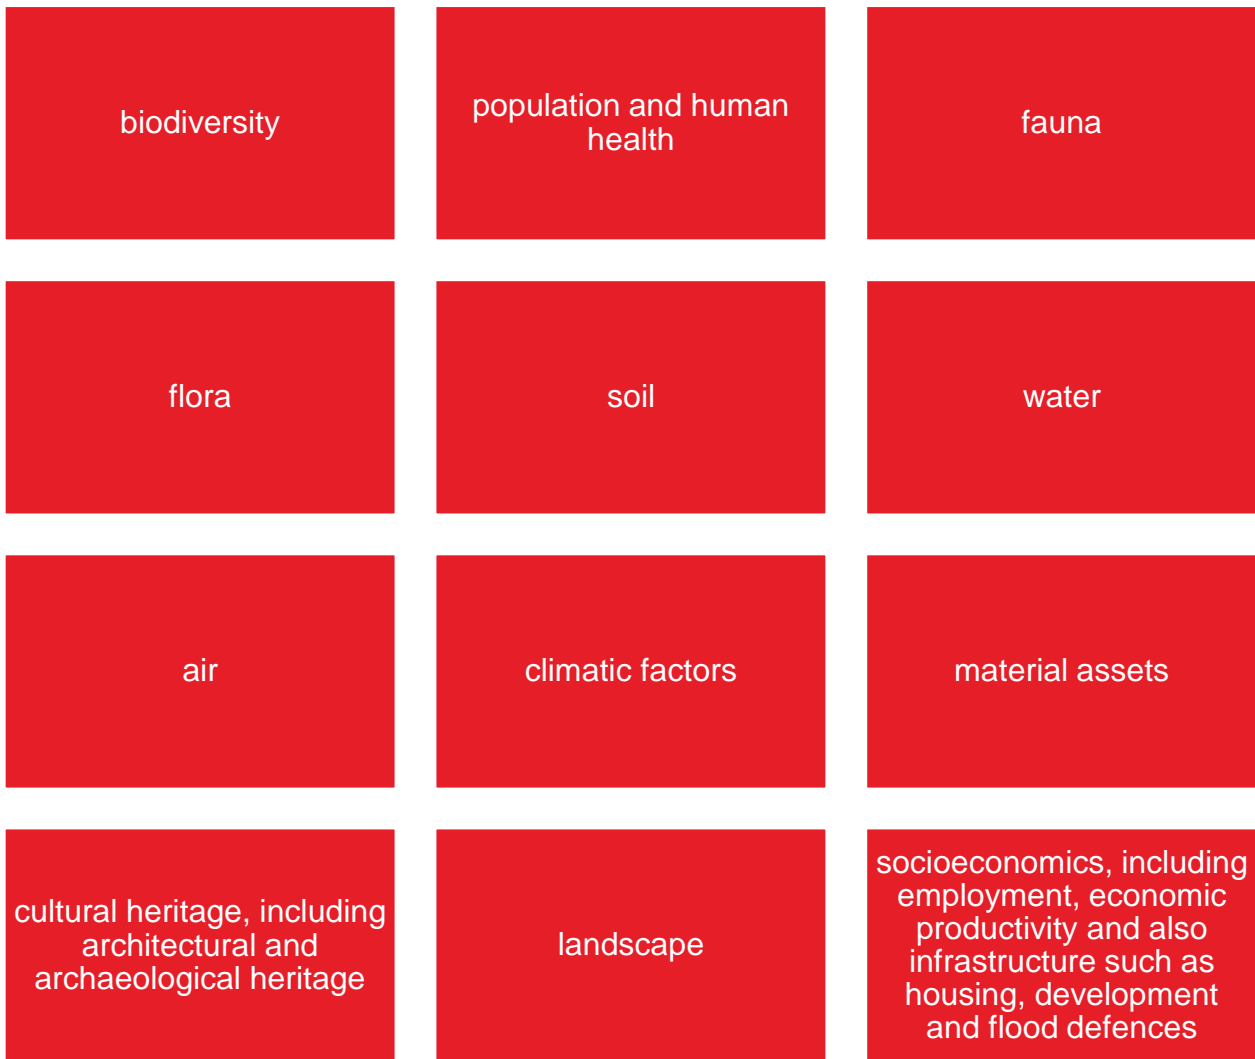 biodiversity
population and human
health
fauna
flora
soil
water
air
climatic factors
material assets
cultural heritage, including
architectural and
archaeological heritage
landscape
socioeconomics, including
employment, economic
productivity and also
infrastructure such as
housing, development
and flood defences